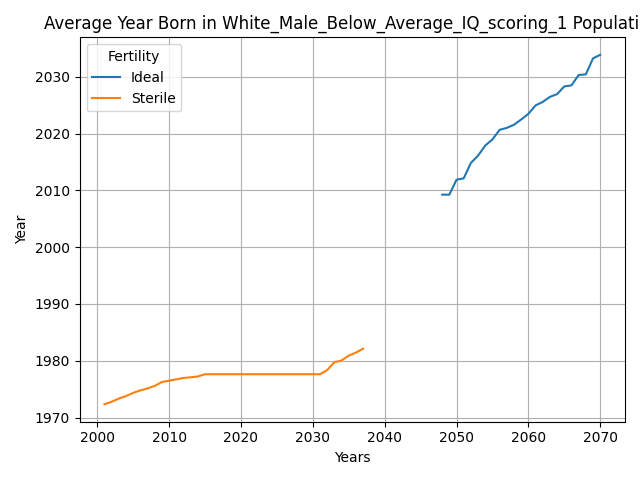 Average Year Born in White_Male_Below_Average_IQ_scoring_1 Populati
Fertility
Ideal
Sterile
2030
2020
2010
2000
1990
1980
1970
Year
2000 2010 2020 2030 2040 2050 2060 2070
Years